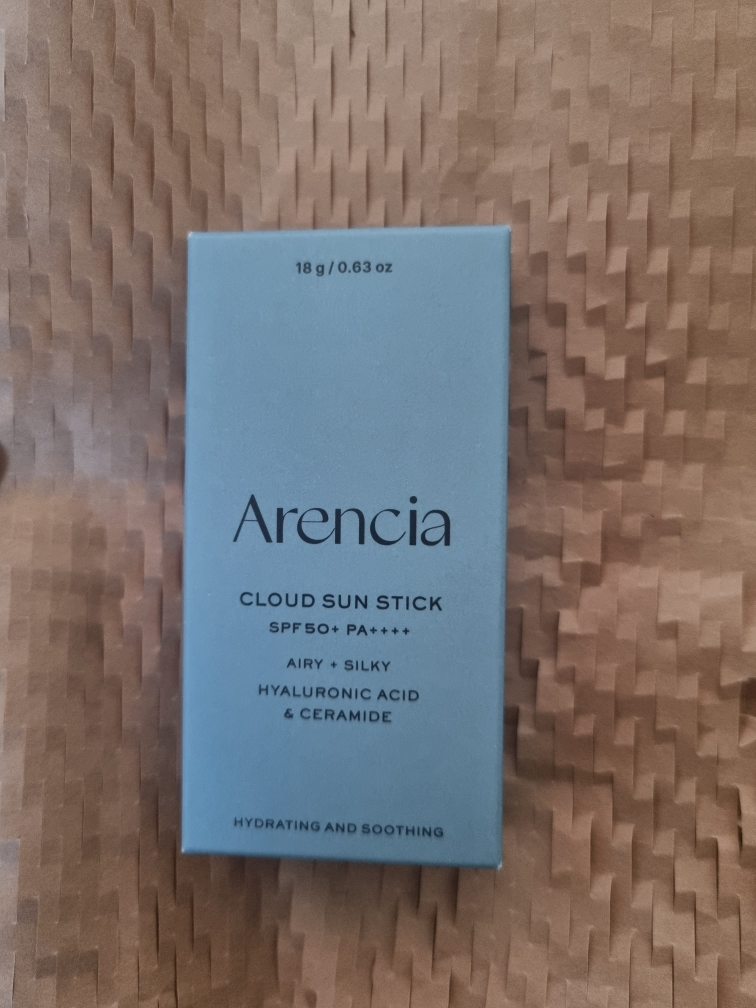 18 g / 0.63 oz
Arencia
CLOUD SUN STICK
SPF50+ PA++++
AIRY + SILKY
HYALURONIC ACID
& CERAMIDE
HYDRATING AND SOOTHING